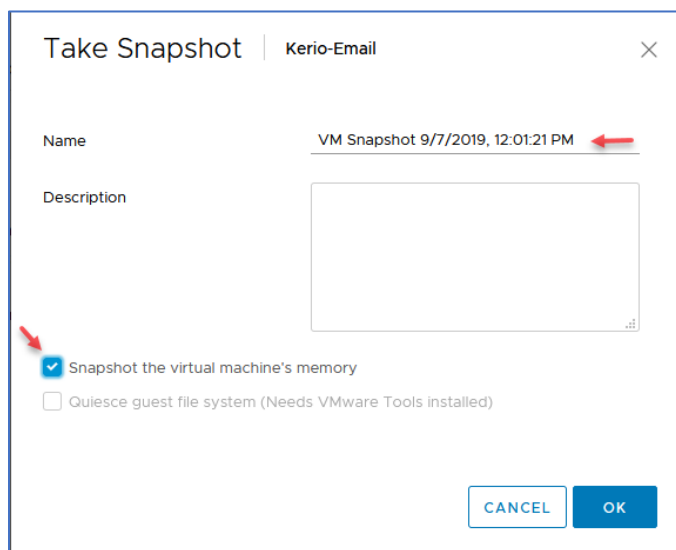 Take Snapshot Kerio-Email
Name VM Snapshot 9/7/2019, 12:01:21 PM
Description
Snapshot the virtual machine's memory
Quiesce guest file system (Needs VMware Tools installed)
CANCEL OK